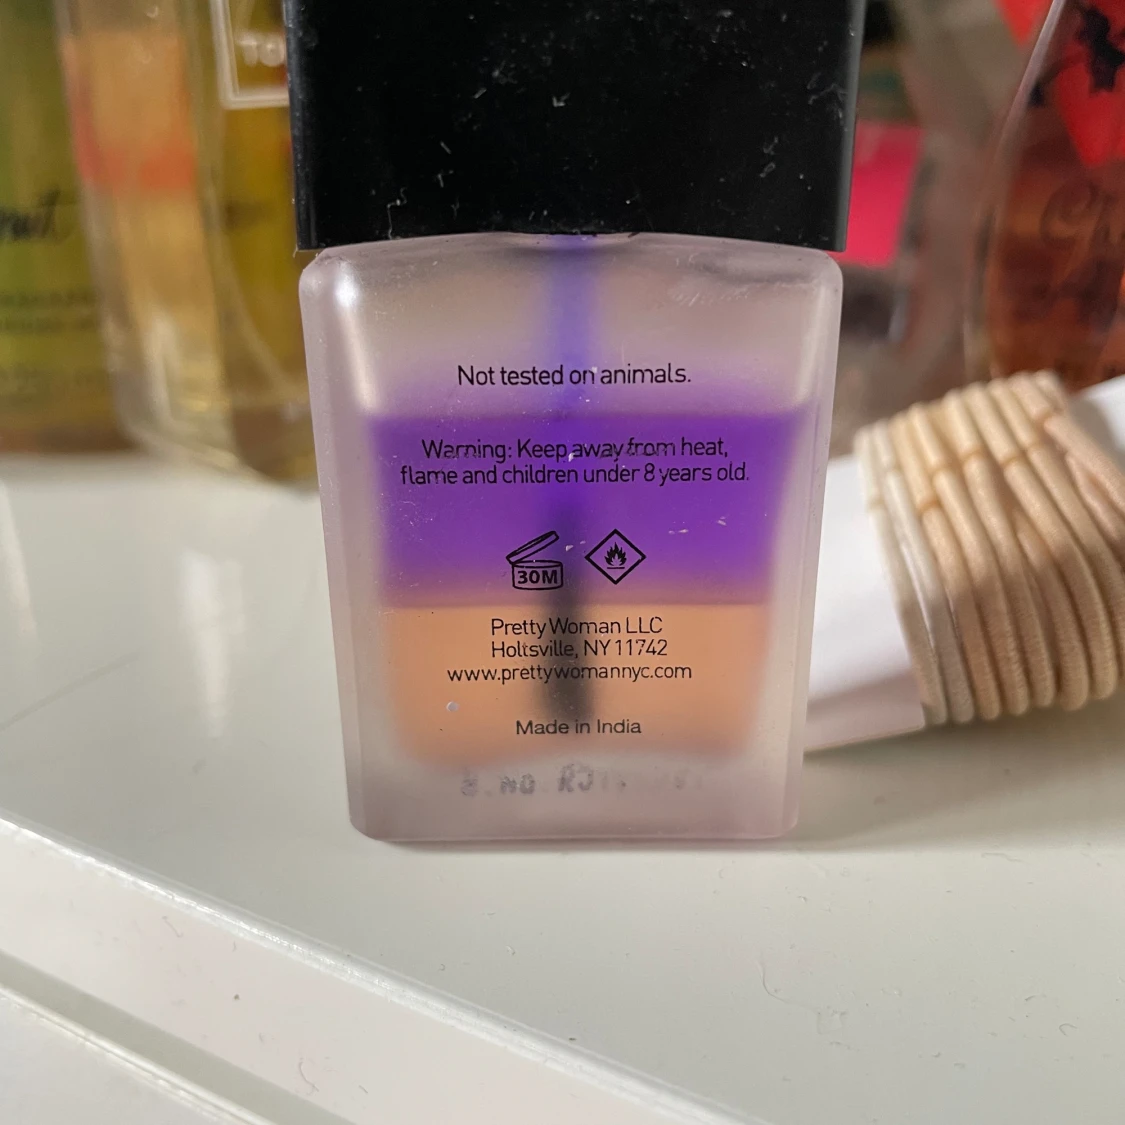 Not tested on animals.
Warning: Keep away from heat,
flame and children under 8 years old.
30M
Pretty Woman LLC
Holtsville, NY 11742
www.prettywomannyc.com
Made in India